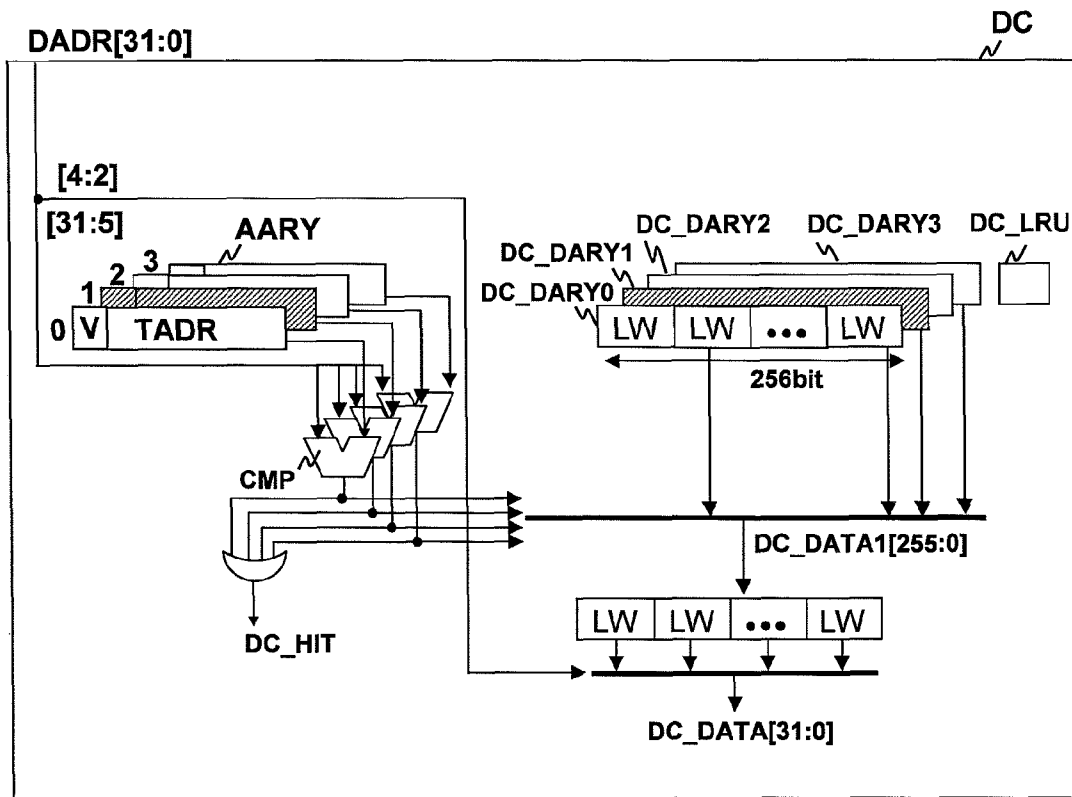 DC
DADR[31:0]
[4:2]
[31:5]
AARY
3
2
1
0 V TADR
DC_DARY2 DC_DARY3 DC_LRU
DC_DARY1
DC_DARY0
LW LW ••• LW
256bit
CMP
DC_DATA1[255:0]
LW LW ••• LW
DC_HIT
DC_DATA[31:0]